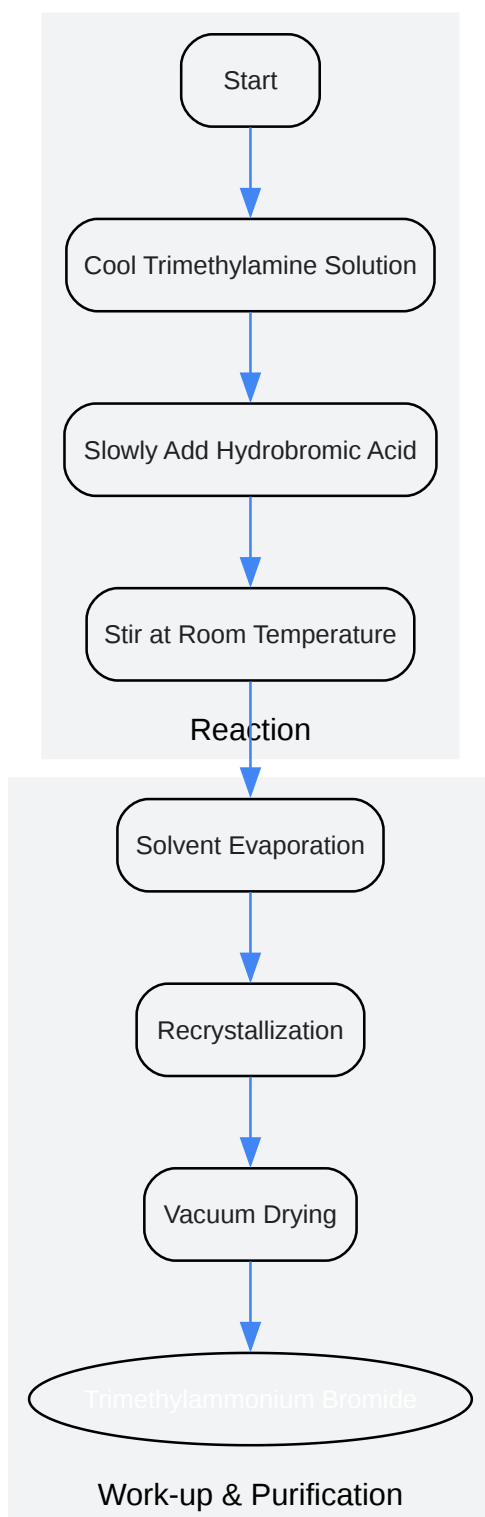 Start
Cool Trimethylamine Solution
Slowly Add Hydrobromic Acid
Stir at Room Temperature
Reaction
Solvent Evaporation
Recrystallization
Vacuum Drying
Trimethylammonium Bromide
Work-up & Purification